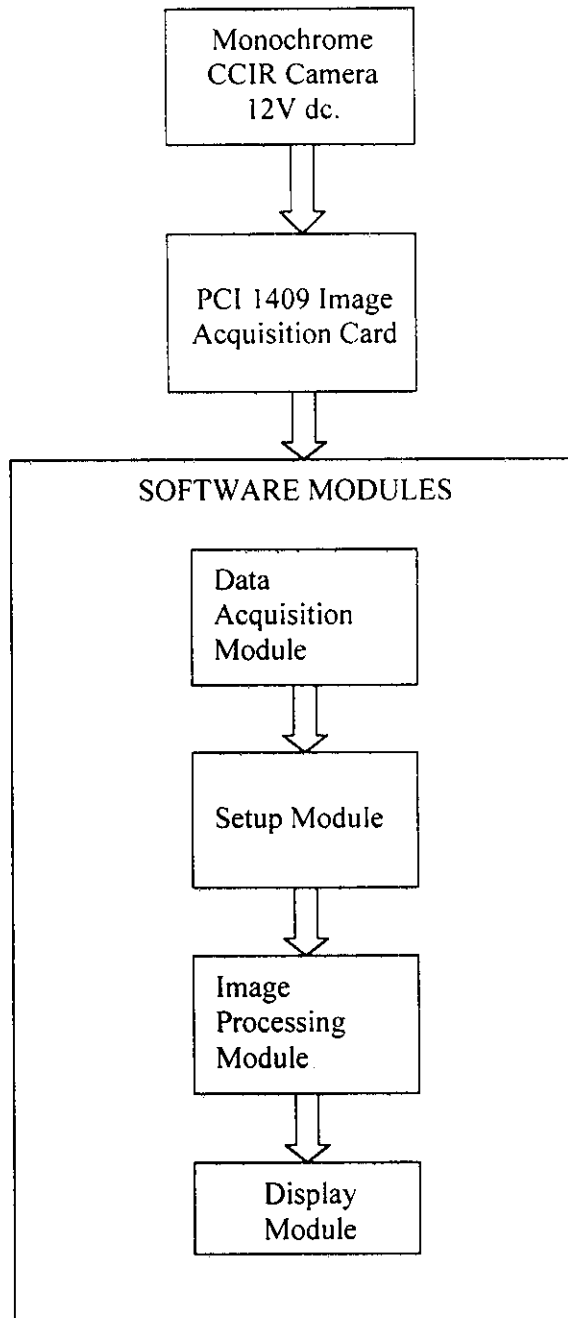 Monochrome
CCIR Camera
12V dc.
PCI 1409 Image
Acquisition Card
SOFTWARE MODULES
Data
Acquisition
Module
Setup Module
Image
Processing
Module
Display
Module